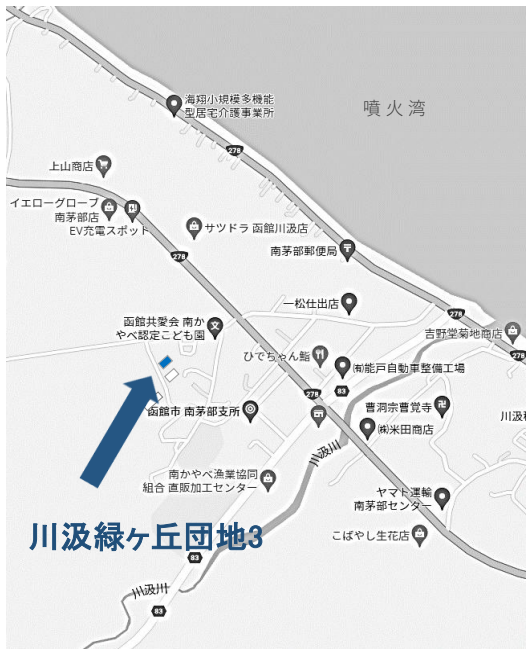 海翔小規模多機能
型居宅介護事業所
噴火湾
278
上山商店
278
イエローグローブ
南茅部店
EV充電スポット
サツドラ 函館川汲店
南茅部郵便局
278
一松仕出店
278
函館共愛会 南か
やべ認定こども園
吉野堂菊地商店
ひでちゃん鮨
㈲能戸自動車整備工場
278
83
曹洞宗曹覚寺
函館市 南茅部支所
㈱米田商店
川汲
川汲川
南かやべ漁業協同
組合 直販加工センター
ヤマト運輸
南茅部センター
こばやし生花店
川汲緑ヶ丘団地3
83
川汲川
83